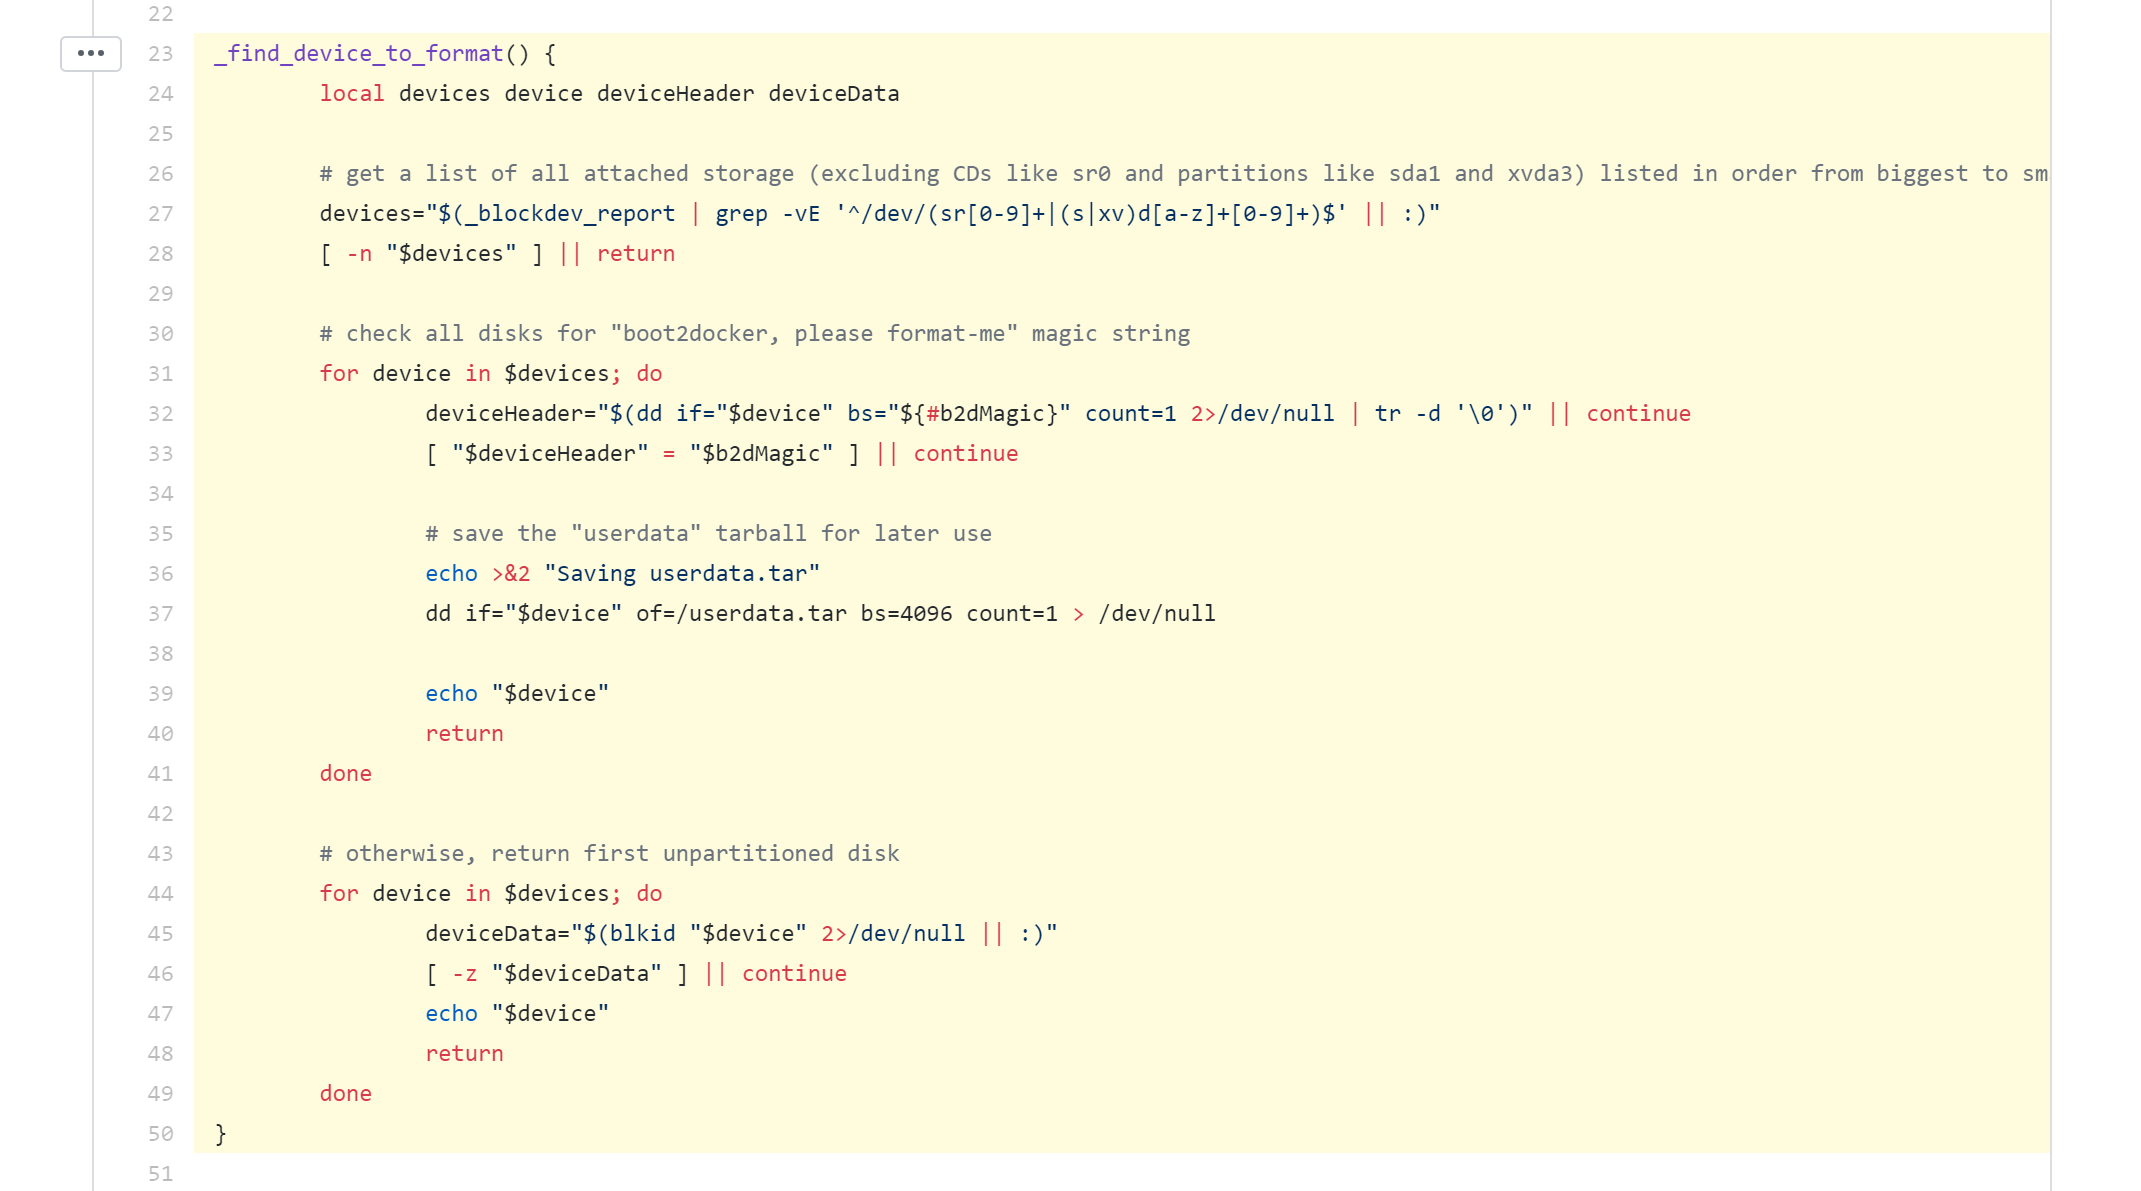 22
23 _find_device_to_format() {
24 local devices device deviceHeader deviceData
25
26 # get a list of all attached storage (excluding CDs like sr0 and partitions like sda1 and xvda3) listed in order from biggest to sm
27 devices="$(_blockdev_report | grep -vE '^/dev/(sr[0-9]+|(s|xv)d[a-z]+[0-9]+)$' || :)"
28 [ -n "$devices" ] || return
29
30 # check all disks for "boot2docker, please format-me" magic string
31 for device in $devices; do
32 deviceHeader="$(dd if="$device" bs="${#b2dMagic}" count=1 2>/dev/null | tr -d '\0')" || continue
33 [ "$deviceHeader" = "$b2dMagic" ] || continue
34
35 # save the "userdata" tarball for later use
36 echo >&2 "Saving userdata.tar"
37 dd if="$device" of=/userdata.tar bs=4096 count=1 > /dev/null
38
39 echo "$device"
40 return
41 done
42
43 # otherwise, return first unpartitioned disk
44 for device in $devices; do
45 deviceData="$(blkid "$device" 2>/dev/null || :)"
46 [ -z "$deviceData" ] || continue
47 echo "$device"
48 return
49 done
50 }
51